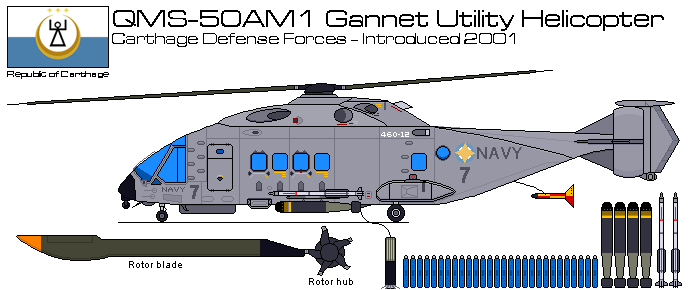 QMS-50AM1 Gannet Utility Helicopter
Carthage Defense Forces - Introduced 2001
Republic of Carthage
460-12
NAVY
7
NAVY 7
1
Rotor blade
Rotor hub